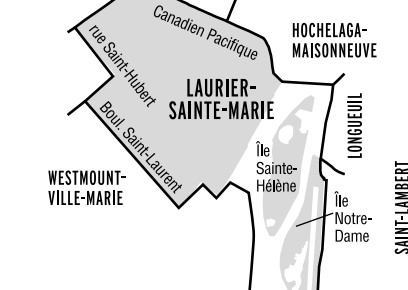 Canadien Pacifique
rue Saint-Hubert
HOCHELAGA-
MAISONNEUVE
LAURIER-
SAINTE-MARIE
Boul. Saint-Laurent
LONGUEUIL
Île
Sainte-
Hélène
WESTMOUNT-
VILLE-MARIE
SAINT-LAMBERT
Île
Notre-
Dame